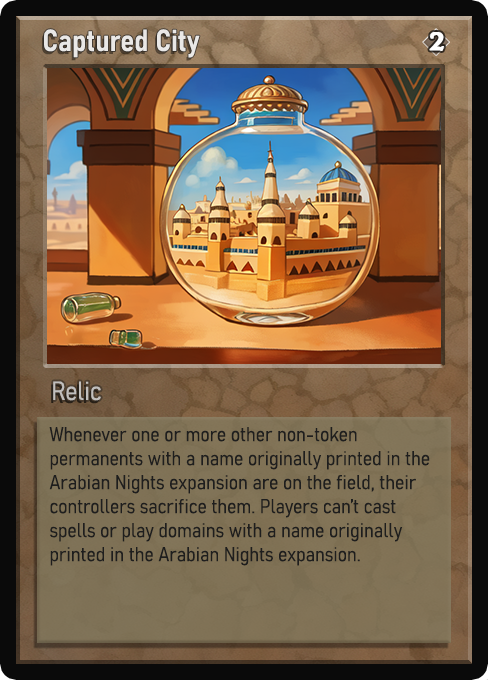 Captured City
2
Relic
Whenever one or more other non-token
permanents with a name originally printed in the
Arabian Nights expansion are on the field, their
controllers sacrifice them. Players can't cast
spells or play domains with a name originally
printed in the Arabian Nights expansion.